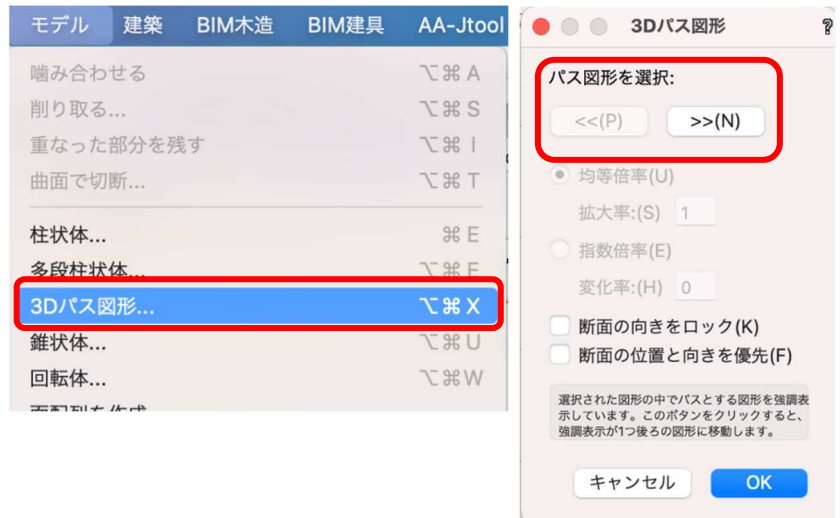 モデル 建築 BIM木造 BIM建具 AA-Jtool
噛み合わせる ⌥⌘A
削り取る... ⌥⌘S
重なった部分を残す ⌥⌘I
曲面で切断... ⌥⌘T
柱状体... ⌘E
多段柱状体... ⌥⌘E
3Dパス図形... ⌥⌘X
錐状体... ⌥⌘U
回転体... ⌥⌘W
3Dパス図形 ?
パス図形を選択:
<<(P) >>(N)
均等倍率(U)
拡大率:(S) 1
指数倍率(E)
変化率:(H) 0
断面の向きをロック(K)
断面の位置と向きを優先(F)
選択された図形の中でパスとする図形を強調表
示しています。このボタンをクリックすると、
強調表示が1つ後ろの図形に移動します。
キャンセル OK